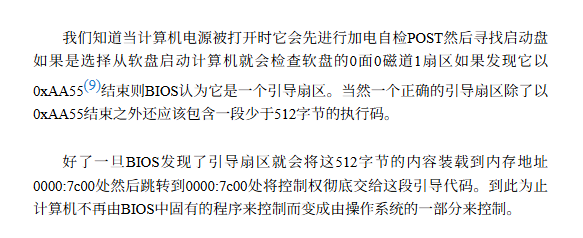 我们知道当计算机电源被打开时它会先进行加电自检POST然后寻找启动盘
如果是选择从软盘启动计算机就会检查软盘的0面0磁道1扇区如果发现它以
0xAA55(9)结束则BIOS认为它是一个引导扇区。当然一个正确的引导扇区除了以
0xAA55结束之外还应该包含一段少于512字节的执行码。
好了一旦BIOS发现了引导扇区就会将这512字节的内容装载到内存地址
0000:7c00处然后跳转到0000:7c00处将控制权彻底交给这段引导代码。到此为止
计算机不再由BIOS中固有的程序来控制而变成由操作系统的一部分来控制。